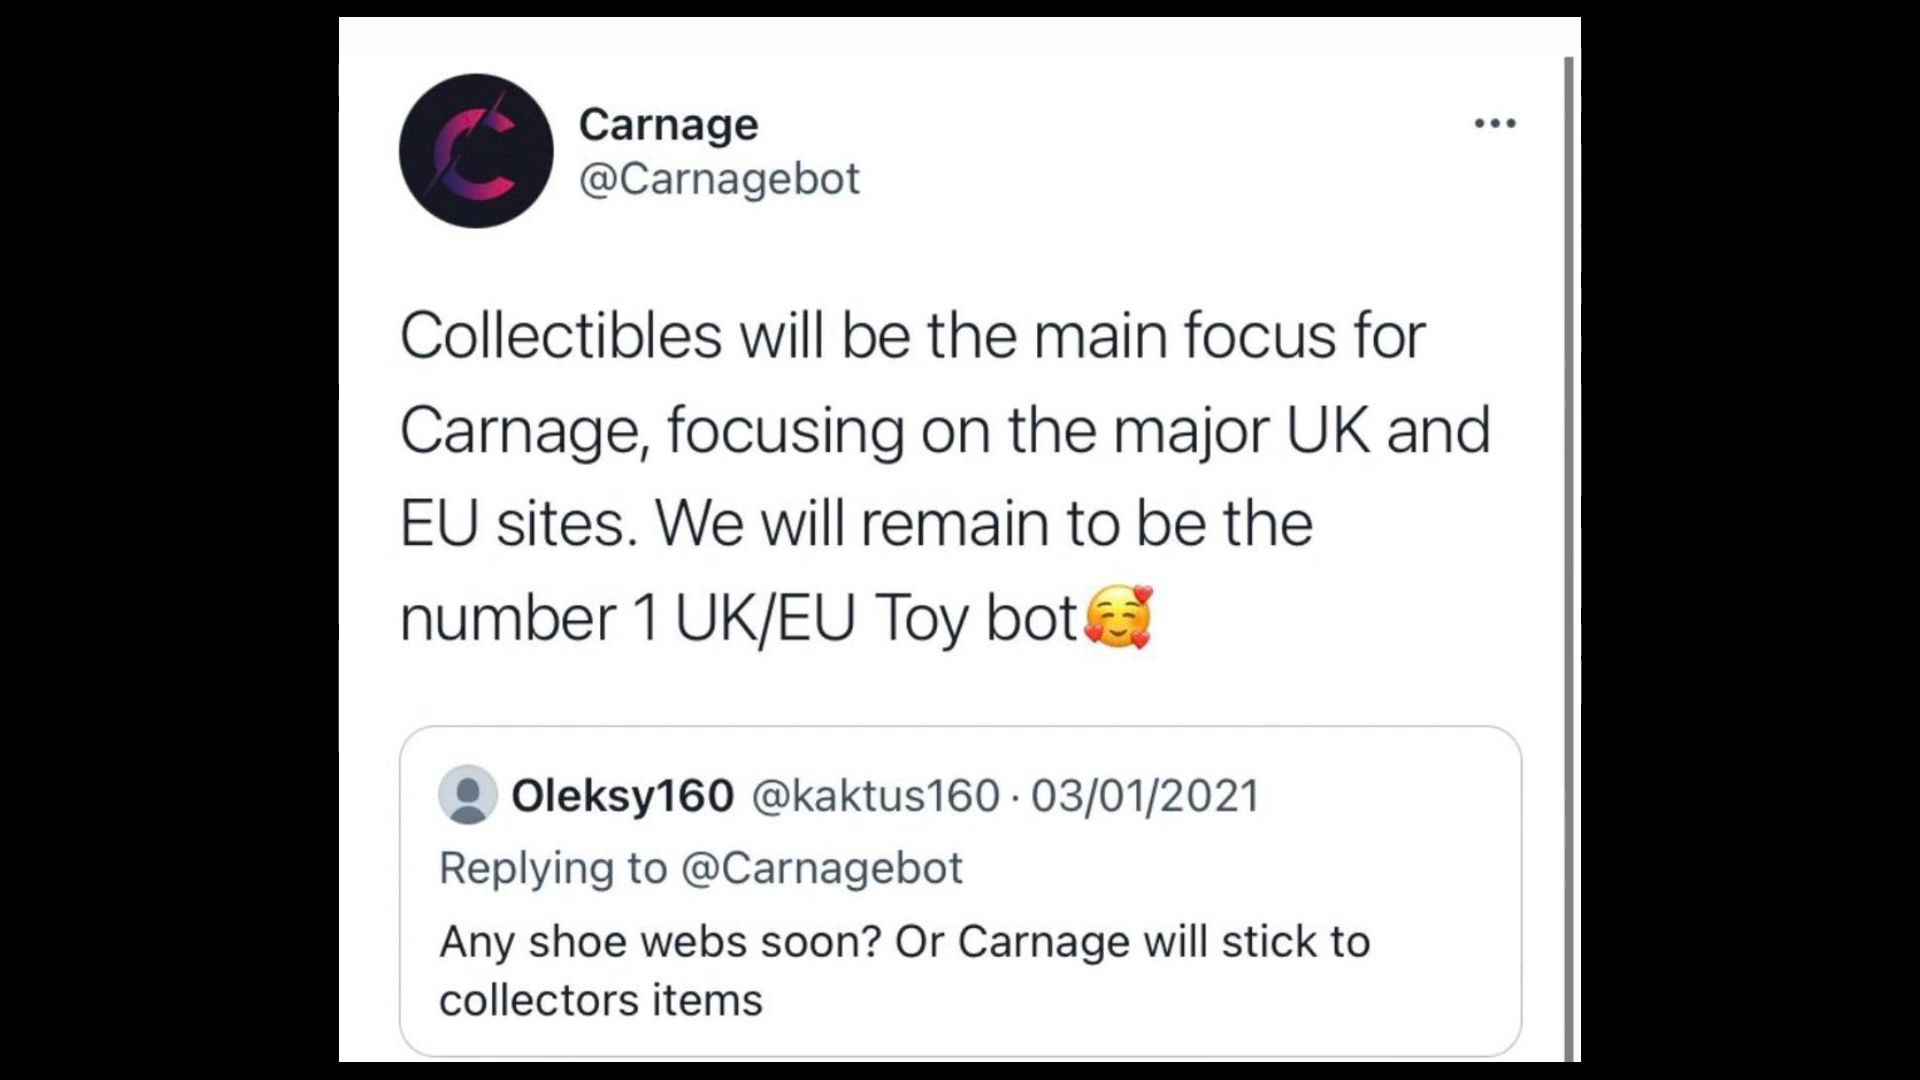 Carnage
@Carnagebot
Collectibles will be the main focus for
Carnage, focusing on the major UK and
EU sites. We will remain to be the
number 1 UK/EU Toy bot🥰
Oleksy160 @kaktus160 · 03/01/2021
Replying to @Carnagebot
Any shoe webs soon? Or Carnage will stick to
collectors items